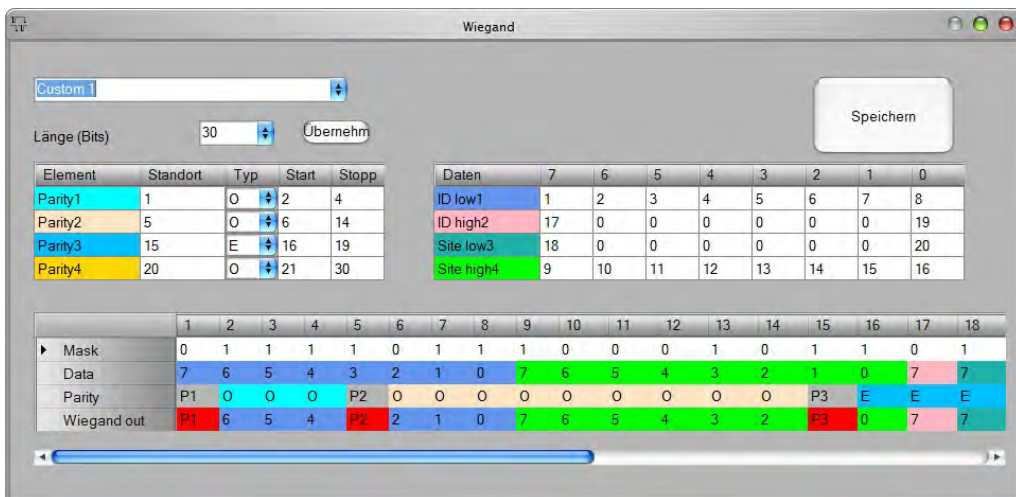 Wiegand
Custom 1
Speichern
Länge (Bits) 30 Übernehm
Element Standort Typ Start Stopp
Parity1 1 O 2 4
Parity2 5 O 6 14
Parity3 15 E 16 19
Parity4 20 O 21 30
Daten 7 6 5 4 3 2 1 0
ID low1 1 2 3 4 5 6 7 8
ID high2 17 0 0 0 0 0 0 19
Site low3 18 0 0 0 0 0 0 20
Site high4 9 10 11 12 13 14 15 16
1 2 3 4 5 6 7 8 9 10 11 12 13 14 15 16 17 18
Mask 0 1 1 1 1 0 1 1 1 0 0 0 1 0 1 1 0 1
Data 7 6 5 4 3 2 1 0 7 6 5 4 3 2 1 0 7 7
Parity P1 O O O P2 O O O O O O O O O P3 E E E
Wiegand out P1 6 5 4 P2 2 1 0 7 6 5 4 3 2 P3 0 7 7